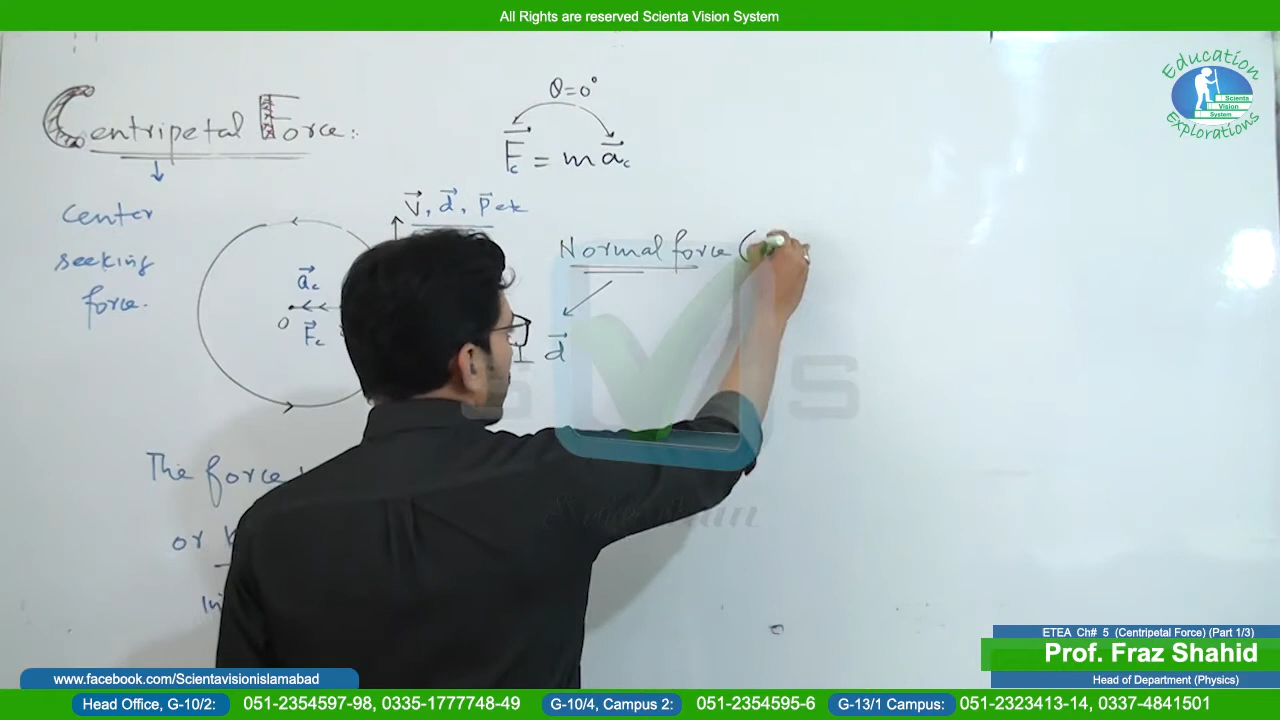 All Rights are reserved Scienta Vision System
Education
Scienta
Vision
System
Explorations
Centripetal Force:
θ=0°
F⃗c = m a⃗c
Center
seeking
force.
v⃗, d⃗, p⃗ etc
Normal force (
a⃗c
O
F⃗c
⊥ d⃗
S V S
The force
or
ETEA Ch# 5 (Centripetal Force) (Part 1/3)
Prof. Fraz Shahid
Head of Department (Physics)
www.facebook.com/Scientavisionislamabad
Head Office, G-10/2: 051-2354597-98, 0335-1777748-49 G-10/4, Campus 2: 051-2354595-6 G-13/1 Campus: 051-2323413-14, 0337-4841501